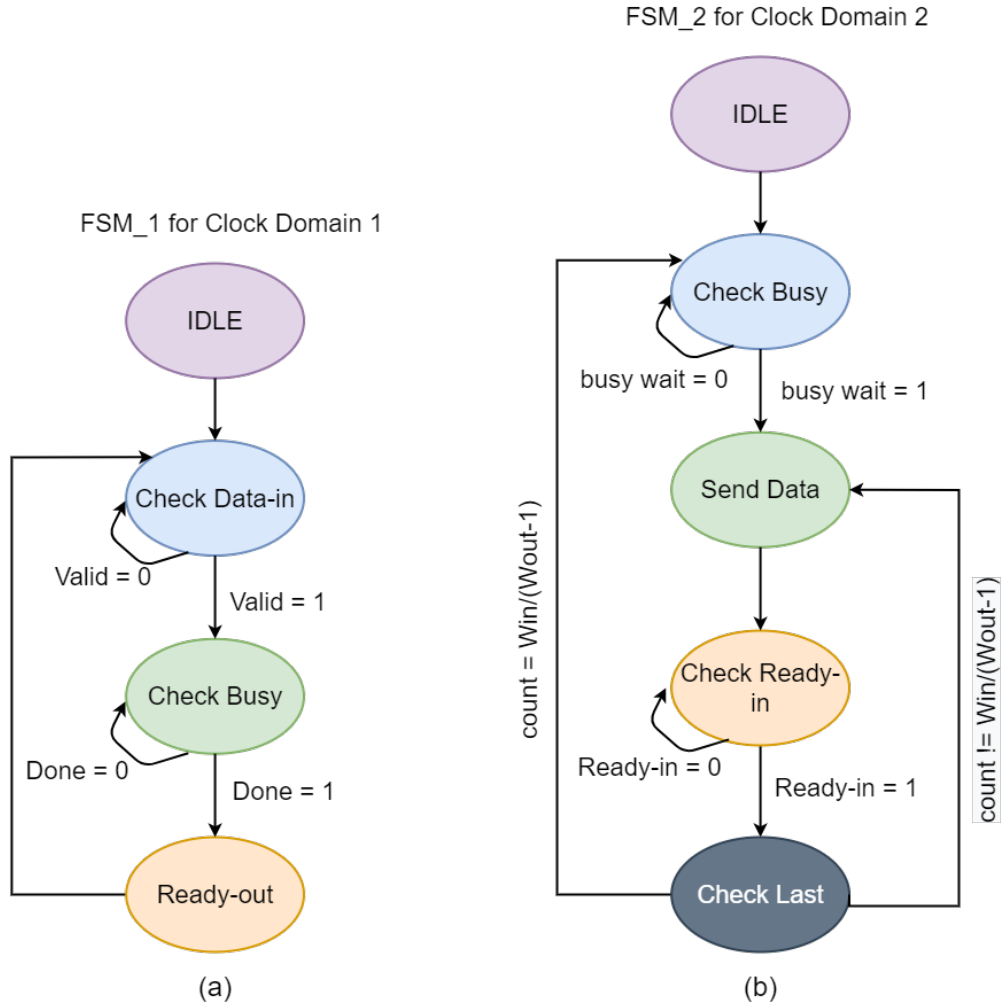 FSM_1 for Clock Domain 1
IDLE
Check Data-in
Valid = 0
Valid = 1
Check Busy
Done = 0
Done = 1
Ready-out
(a)
FSM_2 for Clock Domain 2
IDLE
Check Busy
busy wait = 0
busy wait = 1
Send Data
Check Ready-
in
Ready-in = 0
Ready-in = 1
Check Last
count = Win/(Wout-1)
count != Win/(Wout-1)
(b)